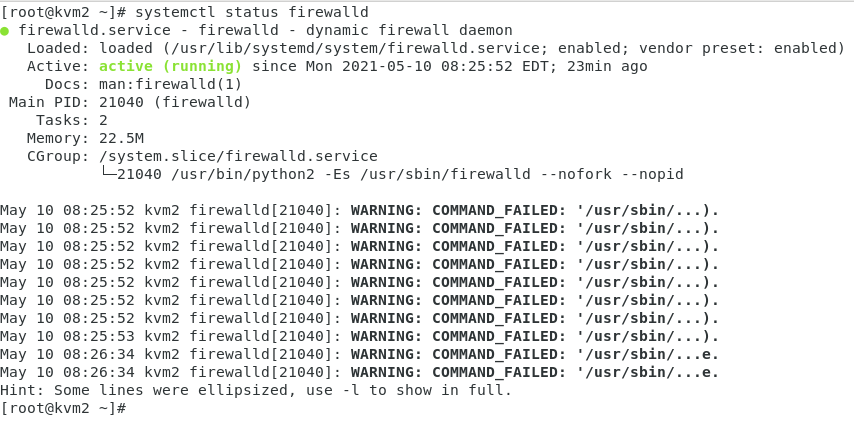 [root@kvm2 ~]# systemctl status firewalld
● firewalld.service - firewalld - dynamic firewall daemon
   Loaded: loaded (/usr/lib/systemd/system/firewalld.service; enabled; vendor preset: enabled)
   Active: active (running) since Mon 2021-05-10 08:25:52 EDT; 23min ago
     Docs: man:firewalld(1)
 Main PID: 21040 (firewalld)
    Tasks: 2
   Memory: 22.5M
   CGroup: /system.slice/firewalld.service
           └─21040 /usr/bin/python2 -Es /usr/sbin/firewalld --nofork --nopid

May 10 08:25:52 kvm2 firewalld[21040]: WARNING: COMMAND_FAILED: '/usr/sbin/...).
May 10 08:25:52 kvm2 firewalld[21040]: WARNING: COMMAND_FAILED: '/usr/sbin/...).
May 10 08:25:52 kvm2 firewalld[21040]: WARNING: COMMAND_FAILED: '/usr/sbin/...).
May 10 08:25:52 kvm2 firewalld[21040]: WARNING: COMMAND_FAILED: '/usr/sbin/...).
May 10 08:25:52 kvm2 firewalld[21040]: WARNING: COMMAND_FAILED: '/usr/sbin/...).
May 10 08:25:52 kvm2 firewalld[21040]: WARNING: COMMAND_FAILED: '/usr/sbin/...).
May 10 08:25:52 kvm2 firewalld[21040]: WARNING: COMMAND_FAILED: '/usr/sbin/...).
May 10 08:25:53 kvm2 firewalld[21040]: WARNING: COMMAND_FAILED: '/usr/sbin/...).
May 10 08:26:34 kvm2 firewalld[21040]: WARNING: COMMAND_FAILED: '/usr/sbin/...e.
May 10 08:26:34 kvm2 firewalld[21040]: WARNING: COMMAND_FAILED: '/usr/sbin/...e.
Hint: Some lines were ellipsized, use -l to show in full.
[root@kvm2 ~]#